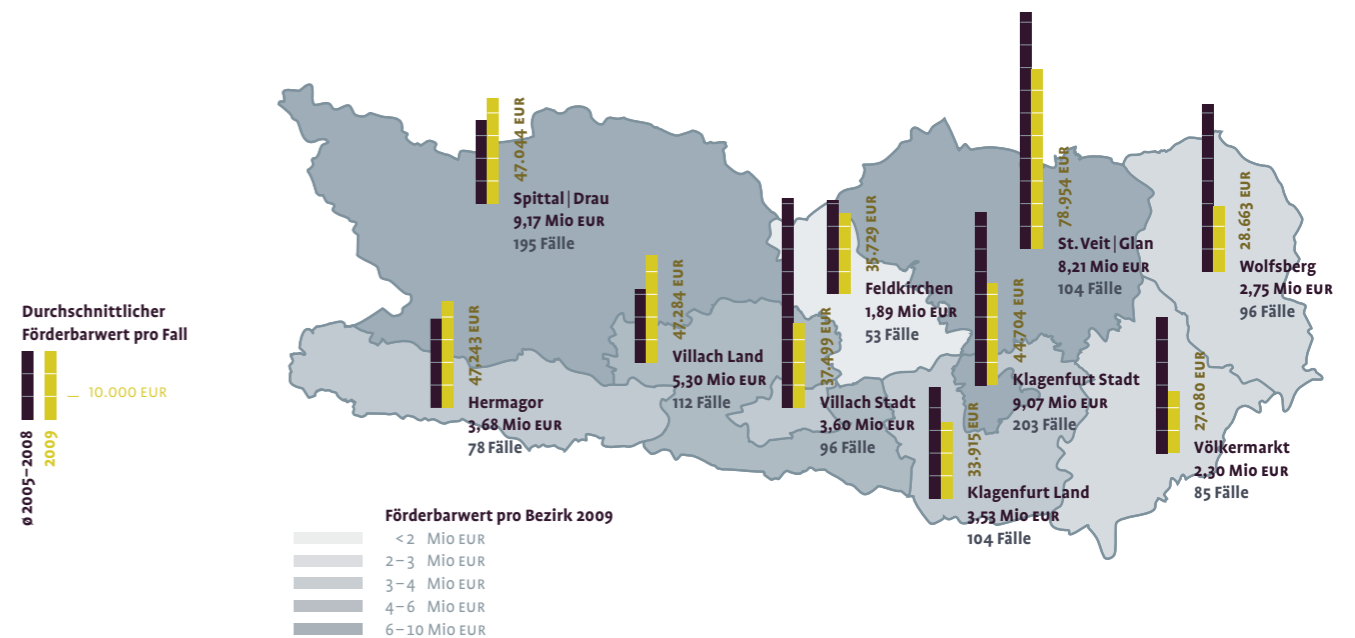 Durchschnittlicher
Förderbarwert pro Fall
10.000 EUR
ø 2005–2008
2009
47.044 EUR
Spittal|Drau
9,17 Mio EUR
195 Fälle
47.243 EUR
Hermagor
3,68 Mio EUR
78 Fälle
47.284 EUR
Villach Land
5,30 Mio EUR
112 Fälle
37.499 EUR
Villach Stadt
3,60 Mio EUR
96 Fälle
35.729 EUR
Feldkirchen
1,89 Mio EUR
53 Fälle
78.954 EUR
St. Veit|Glan
8,21 Mio EUR
104 Fälle
44.704 EUR
Klagenfurt Stadt
9,07 Mio EUR
203 Fälle
33.915 EUR
Klagenfurt Land
3,53 Mio EUR
104 Fälle
28.663 EUR
Wolfsberg
2,75 Mio EUR
96 Fälle
27.080 EUR
Völkermarkt
2,30 Mio EUR
85 Fälle
Förderbarwert pro Bezirk 2009
<2 Mio EUR
2–3 Mio EUR
3–4 Mio EUR
4–6 Mio EUR
6–10 Mio EUR